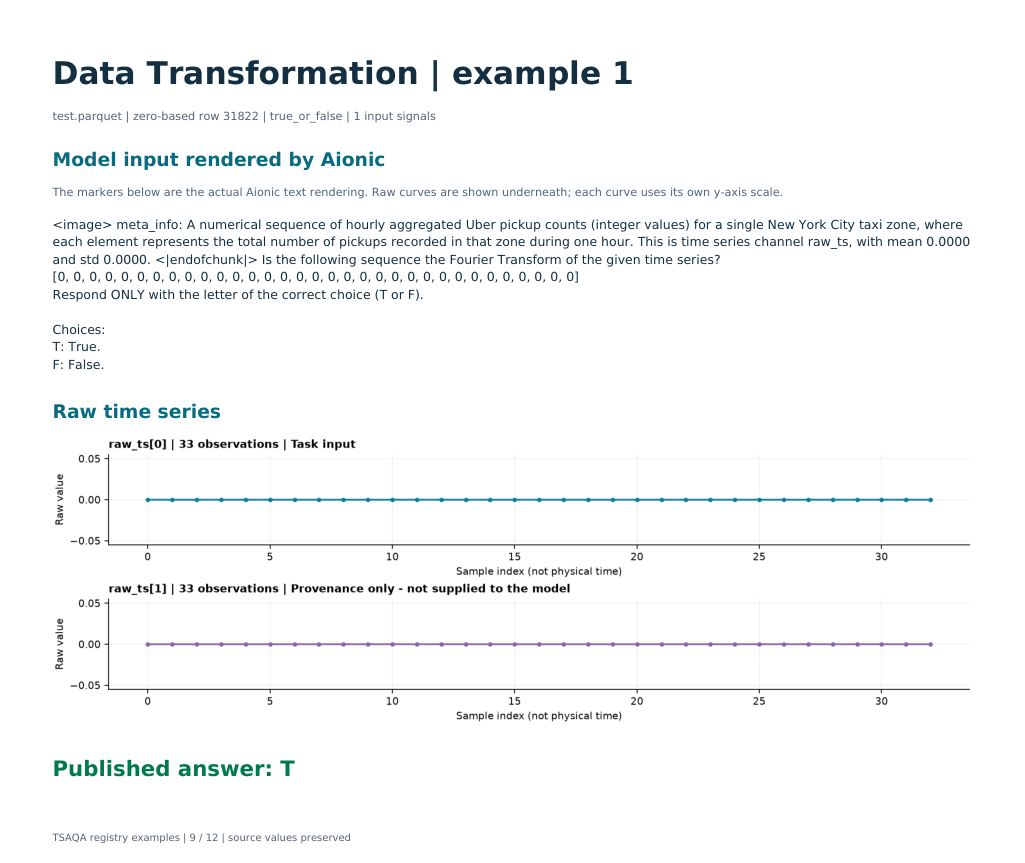 Data Transformation | example 1
test.parquet | zero-based row 31822 | true_or_false | 1 input signals
Model input rendered by Aionic
The markers below are the actual Aionic text rendering. Raw curves are shown underneath; each curve uses its own y-axis scale.
<image> meta_info: A numerical sequence of hourly aggregated Uber pickup counts (integer values) for a single New York City taxi zone, where
each element represents the total number of pickups recorded in that zone during one hour. This is time series channel raw_ts, with mean 0.0000
and std 0.0000. <|endofchunk|> Is the following sequence the Fourier Transform of the given time series?
[0, 0, 0, 0, 0, 0, 0, 0, 0, 0, 0, 0, 0, 0, 0, 0, 0, 0, 0, 0, 0, 0, 0, 0, 0, 0, 0, 0, 0, 0, 0, 0, 0]
Respond ONLY with the letter of the correct choice (T or F).
Choices:
T: True.
F: False.
Raw time series
raw_ts[0] | 33 observations | Task input
0.05
0.00
−0.05
Raw value
0 5 10 15 20 25 30
Sample index (not physical time)
raw_ts[1] | 33 observations | Provenance only - not supplied to the model
0.05
0.00
−0.05
Raw value
0 5 10 15 20 25 30
Sample index (not physical time)
Published answer: T
TSAQA registry examples | 9 / 12 | source values preserved